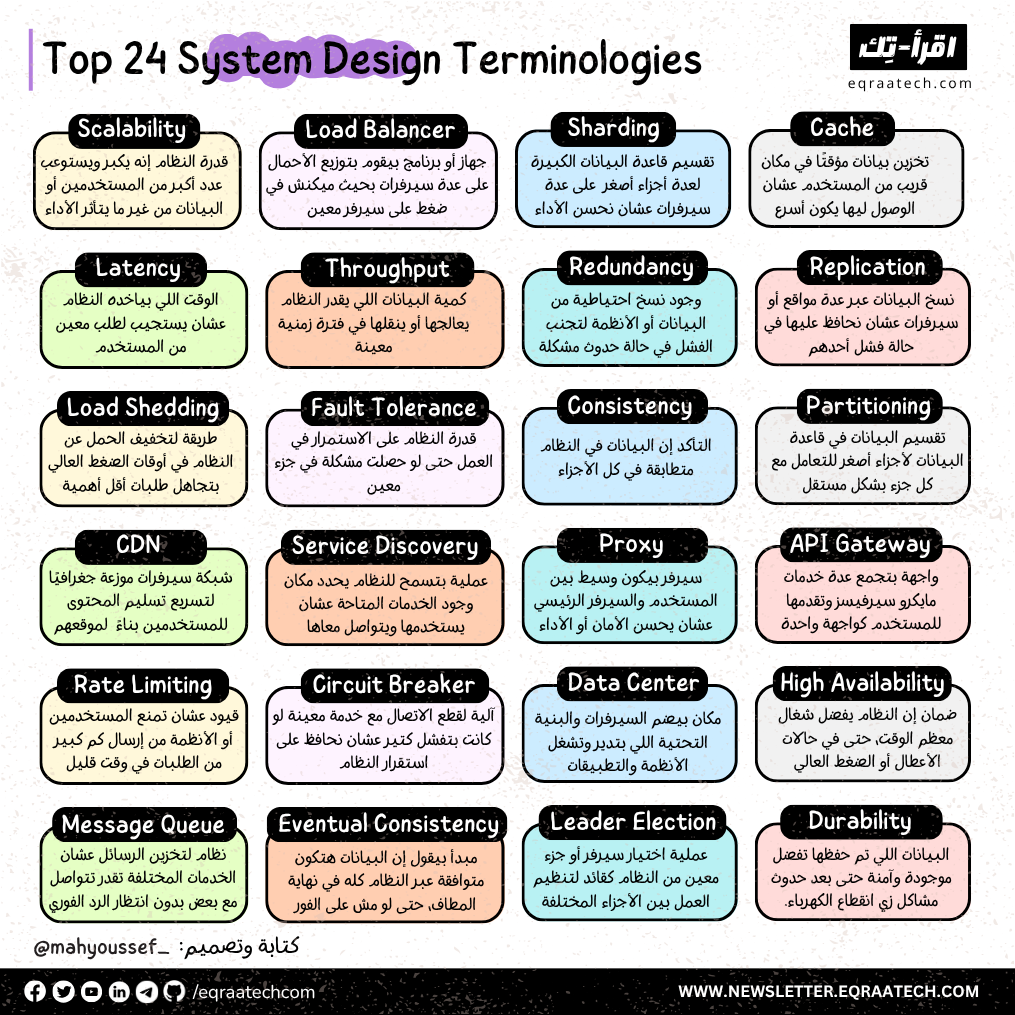 Top 24 System Design Terminologies
اقرأ-تِك
eqraatech.com
Scalability
قدرة النظام إنه يكبر ويستوعب
عدد أكبر من المستخدمين أو
البيانات من غير ما يتأثر الأداء
Load Balancer
جهاز أو برنامج بيقوم بتوزيع الأحمال
على عدة سيرفرات بحيث ميكنش في
ضغط على سيرفر معين
Sharding
تقسيم قاعدة البيانات الكبيرة
لعدة أجزاء أصغر على عدة
سيرفرات عشان نحسن الأداء
Cache
تخزين بيانات مؤقتًا في مكان
قريب من المستخدم عشان
الوصول ليها يكون أسرع
Latency
الوقت اللي بياخده النظام
عشان يستجيب لطلب معين
من المستخدم
Throughput
كمية البيانات اللي يقدر النظام
يعالجها أو ينقلها في فترة زمنية
معينة
Redundancy
وجود نسخ احتياطية من
البيانات أو الأنظمة لتجنب
الفشل في حالة حدوث مشكلة
Replication
نسخ البيانات عبر عدة مواقع أو
سيرفرات عشان نحافظ عليها في
حالة فشل أحدهم
Load Shedding
طريقة لتخفيف الحمل عن
النظام في أوقات الضغط العالي
بتجاهل طلبات أقل أهمية
Fault Tolerance
قدرة النظام على الاستمرار في
العمل حتى لو حصلت مشكلة في جزء
معين
Consistency
التأكد إن البيانات في النظام
متطابقة في كل الأجزاء
Partitioning
تقسيم البيانات في قاعدة
البيانات لأجزاء أصغر للتعامل مع
كل جزء بشكل مستقل
CDN
شبكة سيرفرات موزعة جغرافيًا
لتسريع تسليم المحتوى
للمستخدمين بناءً لموقعهم
Service Discovery
عملية بتسمح للنظام يحدد مكان
وجود الخدمات المتاحة عشان
يستخدمها ويتواصل معاها
Proxy
سيرفر بيكون وسيط بين
المستخدم والسيرفر الرئيسي
عشان يحسن الأمان أو الأداء
API Gateway
واجهة بتجمع عدة خدمات
مايكرو سيرفيسز وتقدمها
للمستخدم كواجهة واحدة
Rate Limiting
قيود عشان تمنع المستخدمين
أو الأنظمة من إرسال كم كبير
من الطلبات في وقت قليل
Circuit Breaker
آلية لقطع الاتصال مع خدمة معينة لو
كانت بتفشل كتير عشان نحافظ على
استقرار النظام
Data Center
مكان بيضم السيرفرات والبنية
التحتية اللي بتدير وتشغل
الأنظمة والتطبيقات
High Availability
ضمان إن النظام يفضل شغال
معظم الوقت، حتى في حالات
الأعطال أو الضغط العالي
Message Queue
نظام لتخزين الرسائل عشان
الخدمات المختلفة تقدر تتواصل
مع بعض بدون انتظار الرد الفوري
Eventual Consistency
مبدأ بيقول إن البيانات هتكون
متوافقة عبر النظام كله في نهاية
المطاف، حتى لو مش على الفور
Leader Election
عملية اختيار سيرفر أو جزء
معين من النظام كقائد لتنظيم
العمل بين الأجزاء المختلفة
Durability
البيانات اللي تم حفظها تفضل
موجودة وآمنة حتى بعد حدوث
مشاكل زي انقطاع الكهرباء.
كتابة وتصميم: @mahyoussef_
/eqraatechcom
WWW.NEWSLETTER.EQRAATECH.COM